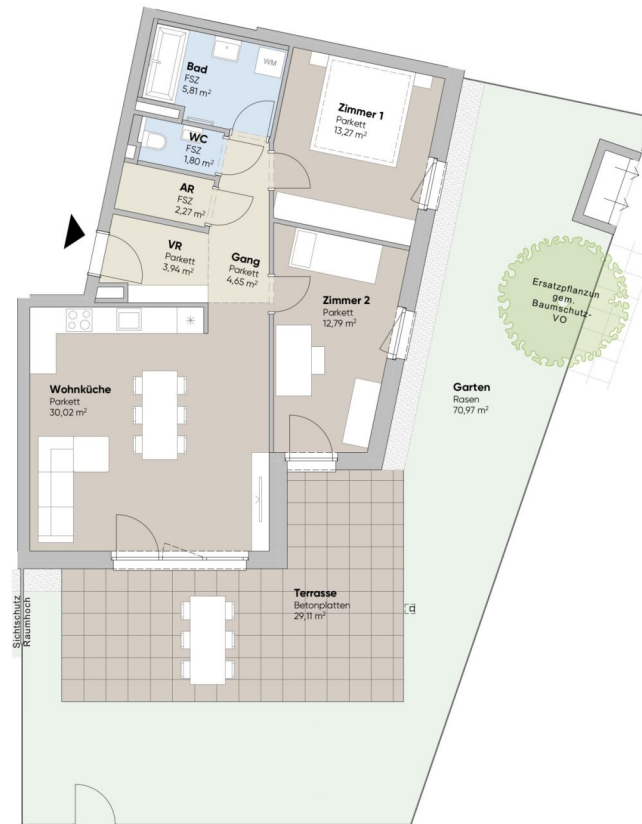 Bad
FSZ
5,81 m²
WM
Zimmer 1
Parkett
13,27 m²
WC
FSZ
1,80 m²
AR
FSZ
2,27 m²
VR
Parkett
3,94 m²
Gang
Parkett
4,65 m²
Zimmer 2
Parkett
12,79 m²
Ersatzpflanzun
gem.
Baumschutz-
VO
Wohnküche
Parkett
30,02 m²
Garten
Rasen
70,97 m²
Terrasse
Betonplatten
29,11 m²
Sichtschutz
Raumhoch